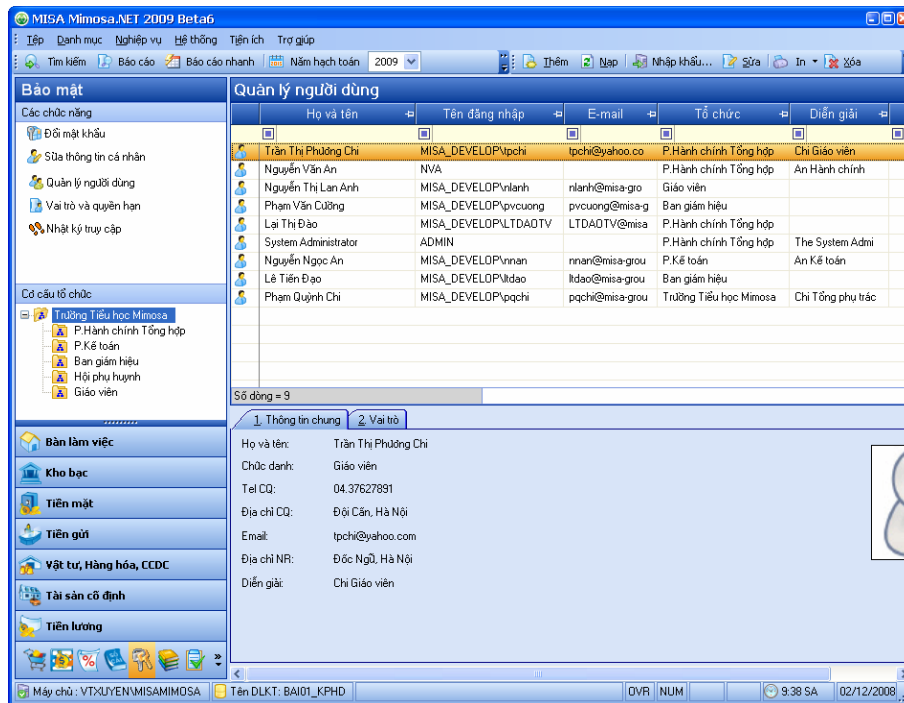 MISA Mimosa.NET 2009 Beta6
Tệp Danh mục Nghiệp vụ Hệ thống Tiện ích Trợ giúp
Tìm kiếm Báo cáo Báo cáo nhanh Năm hạch toán 2009 Thêm Nạp Nhập khẩu... Sửa In Xóa
Bảo mật
Các chức năng
Đổi mật khẩu
Sửa thông tin cá nhân
Quản lý người dùng
Vai trò và quyền hạn
Nhật ký truy cập
Cơ cấu tổ chức
Trường Tiểu học Mimosa
P.Hành chính Tổng hợp
P.Kế toán
Ban giám hiệu
Hội phụ huynh
Giáo viên
Bàn làm việc
Kho bạc
Tiền mặt
Tiền gửi
Vật tư, Hàng hóa, CCDC
Tài sản cố định
Tiền lương
Quản lý người dùng
Họ và tên Tên đăng nhập E-mail Tổ chức Diễn giải
Trần Thị Phương Chi MISA_DEVELOP\tpchi tpchi@yahoo.co P.Hành chính Tổng hợp Chi Giáo viên
Nguyễn Văn An NVA P.Hành chính Tổng hợp An Hành chính
Nguyễn Thị Lan Anh MISA_DEVELOP\nlanh nlanh@misa-gro Giáo viên
Phạm Văn Cường MISA_DEVELOP\pvcuong pvcuong@misa-g Ban giám hiệu
Lại Thị Đào MISA_DEVELOP\LTDAOTV LTDAOTV@misa P.Hành chính Tổng hợp
System Administrator ADMIN P.Hành chính Tổng hợp The System Admi
Nguyễn Ngọc An MISA_DEVELOP\nnan nnan@misa-grou P.Kế toán An Kế toán
Lê Tiến Đạo MISA_DEVELOP\ltdao ltdao@misa-grou Ban giám hiệu
Phạm Quỳnh Chi MISA_DEVELOP\pqchi pqchi@misa-grou Trường Tiểu học Mimosa Chi Tổng phụ trác
Số dòng = 9
1. Thông tin chung 2. Vai trò
Họ và tên: Trần Thị Phương Chi
Chức danh: Giáo viên
Tel CQ: 04.37627891
Địa chỉ CQ: Đội Cấn, Hà Nội
Email: tpchi@yahoo.com
Địa chỉ NR: Đốc Ngữ, Hà Nội
Diễn giải: Chi Giáo viên
Máy chủ : VTXUYEN\MISAMIMOSA Tên DLKT: BAI01_KPHD OVR NUM 9:38 SA 02/12/2008